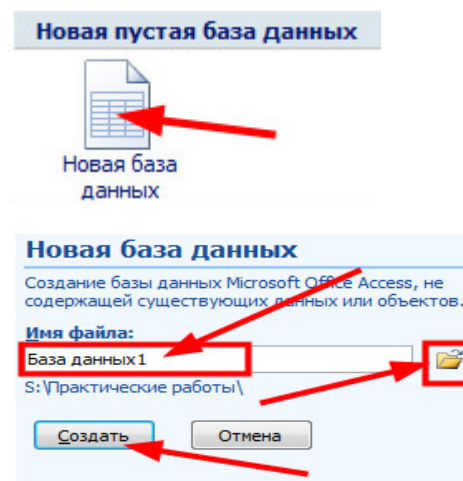 Новая пустая база данных
Новая база
данных
Новая база данных
Создание базы данных Microsoft Office Access, не
содержащей существующих данных или объектов.
Имя файла:
База данных1
S:\Практические работы\
Создать Отмена